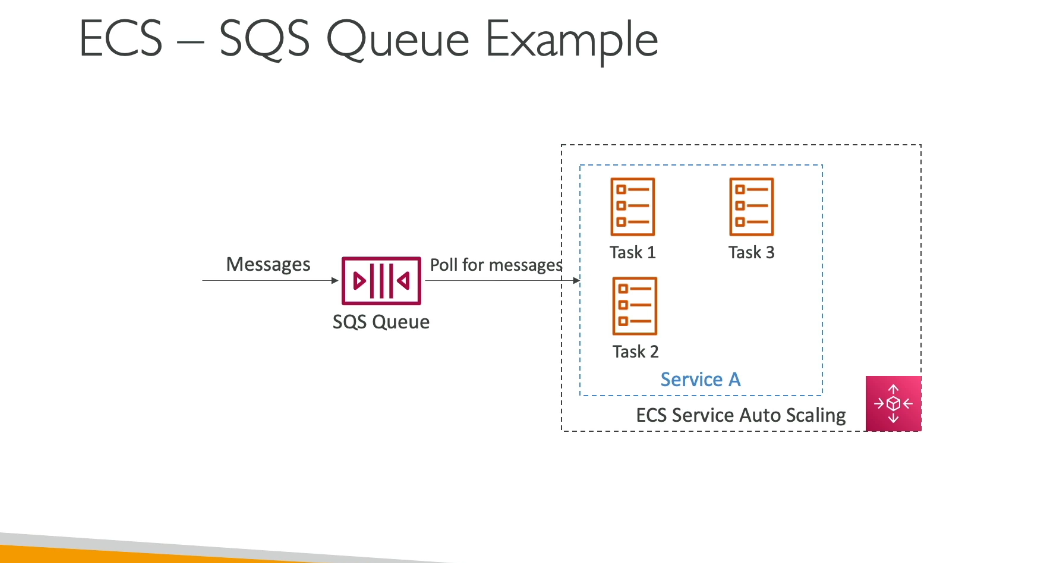 ECS – SQS Queue Example
Messages
SQS Queue
Poll for messages
Task 1
Task 3
Task 2
Service A
ECS Service Auto Scaling